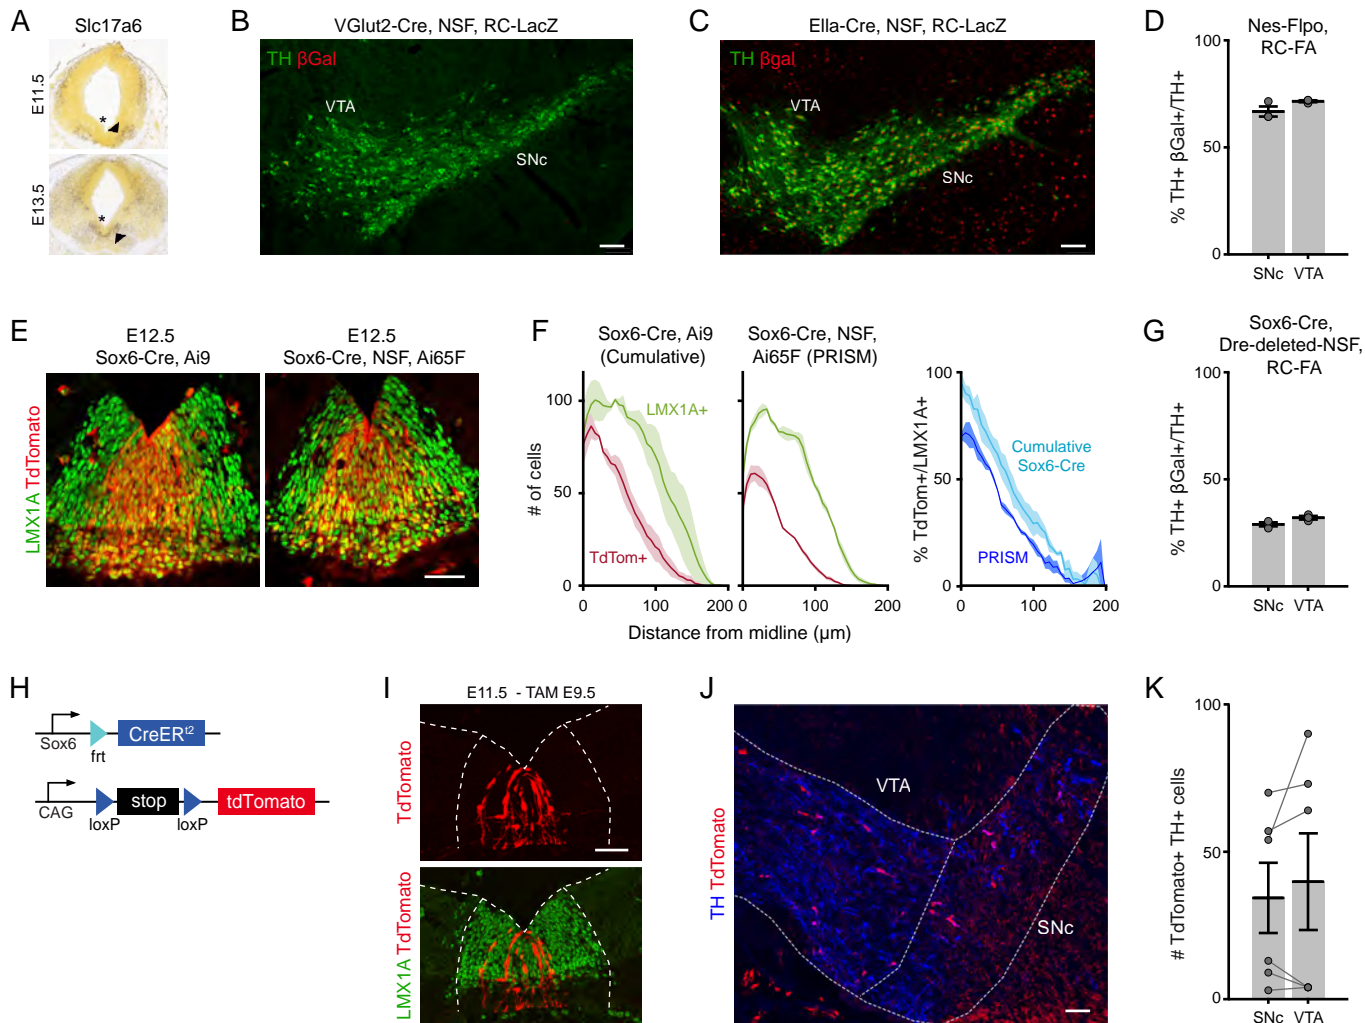 A
Slc17a6
E11.5
*
E13.5
*
B
VGlut2-Cre, NSF, RC-LacZ
TH βGal
VTA
SNc
C
Ella-Cre, NSF, RC-LacZ
TH βgal
VTA
SNc
D
Nes-Flpo,
RC-FA
% TH+ βGal+/TH+
100
50
0
SNc VTA
E
E12.5
Sox6-Cre, Ai9
E12.5
Sox6-Cre, NSF, Ai65F
LMX1A TdTomato
F
Sox6-Cre, Ai9
(Cumulative)
Sox6-Cre, NSF,
Ai65F (PRISM)
# of cells
100
50
0
LMX1A+
TdTom+
0 100 200
0 100 200
% TdTom+/LMX1A+
100
50
0
Cumulative
Sox6-Cre
PRISM
0 100 200
Distance from midline (µm)
G
Sox6-Cre,
Dre-deleted-NSF,
RC-FA
% TH+ βGal+/TH+
100
50
0
SNc VTA
H
Sox6
frt
CreERt2
CAG
loxP
stop
loxP
tdTomato
I
E11.5 - TAM E9.5
TdTomato
LMX1A TdTomato
J
TH TdTomato
VTA
SNc
K
# TdTomato+ TH+ cells
100
50
0
SNc VTA